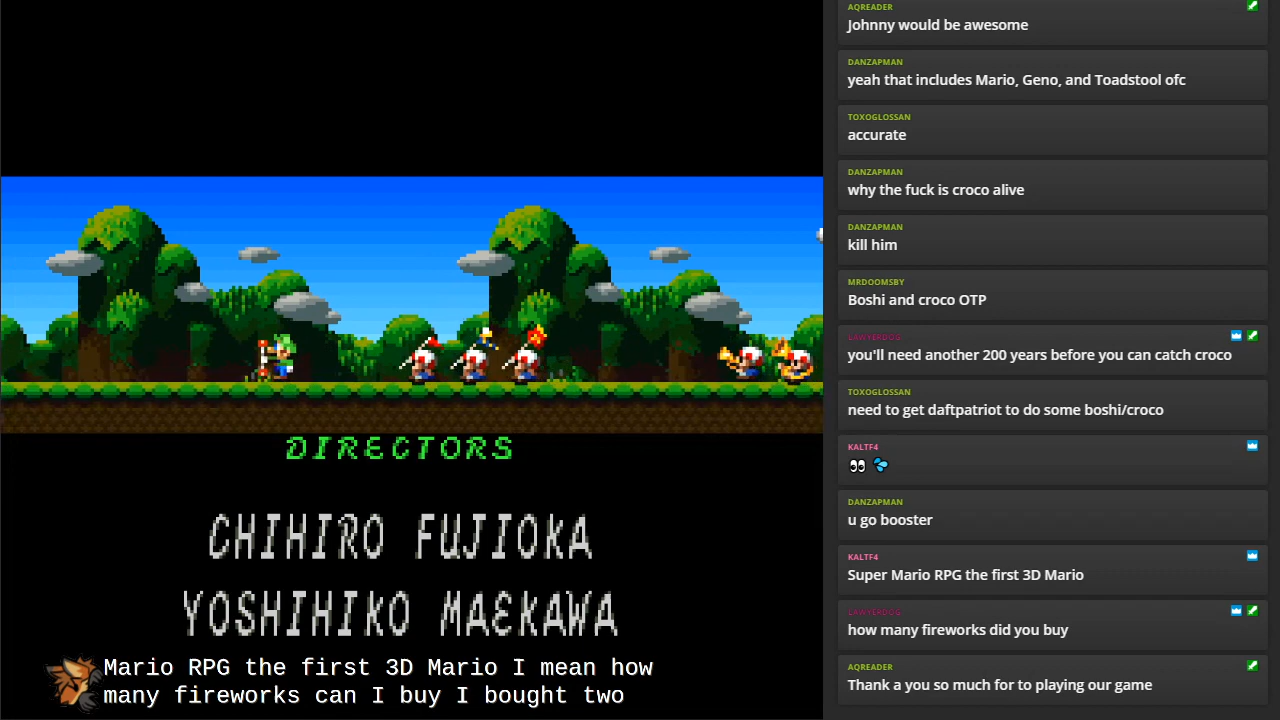 DIRECTORS
CHIHIRO FUJIOKA
YOSHIHIKO MAEKAWA
Mario RPG the first 3D Mario I mean how
many fireworks can I buy I bought two
AQREADER
Johnny would be awesome
DANZAPMAN
yeah that includes Mario, Geno, and Toadstool ofc
TOXOGLOSSAN
accurate
DANZAPMAN
why the fuck is croco alive
DANZAPMAN
kill him
MRDOOMSBY
Boshi and croco OTP
LAWYERDOG
you'll need another 200 years before you can catch croco
TOXOGLOSSAN
need to get daftpatriot to do some boshi/croco
KALTF4
👀 💦
DANZAPMAN
u go booster
KALTF4
Super Mario RPG the first 3D Mario
LAWYERDOG
how many fireworks did you buy
AQREADER
Thank a you so much for to playing our game